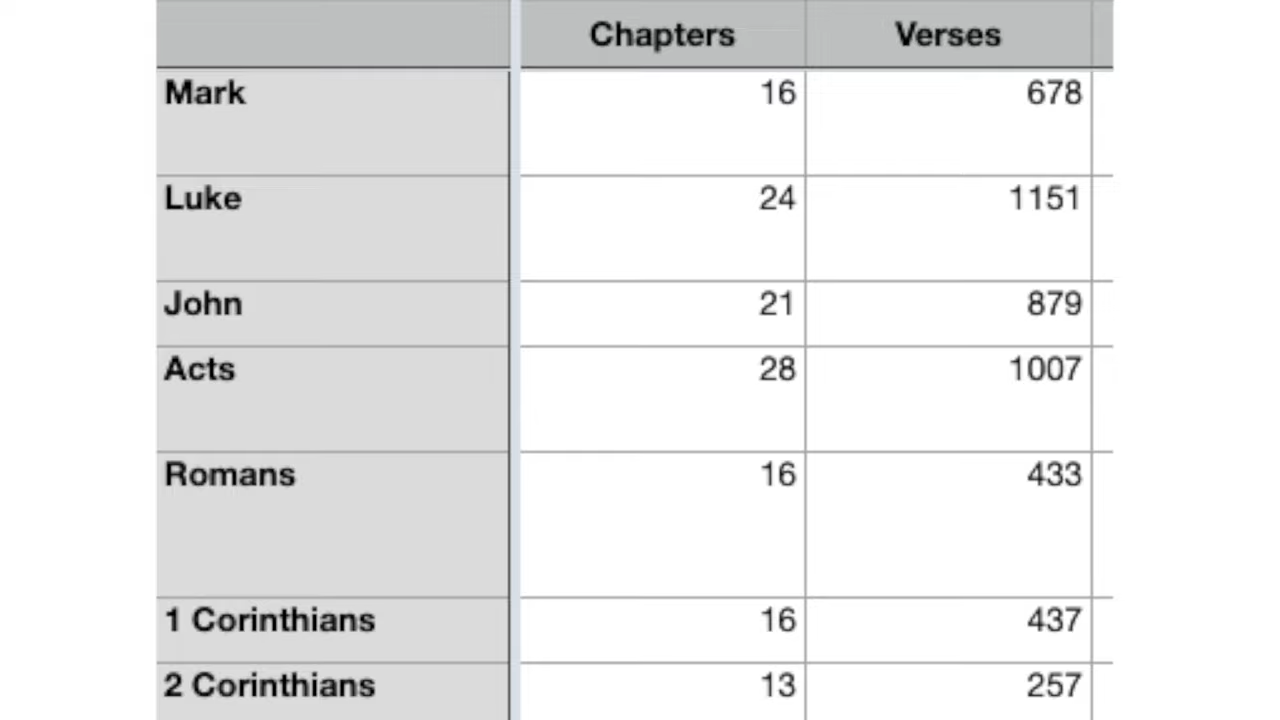 Chapters Verses
Mark 16 678
Luke 24 1151
John 21 879
Acts 28 1007
Romans 16 433
1 Corinthians 16 437
2 Corinthians 13 257